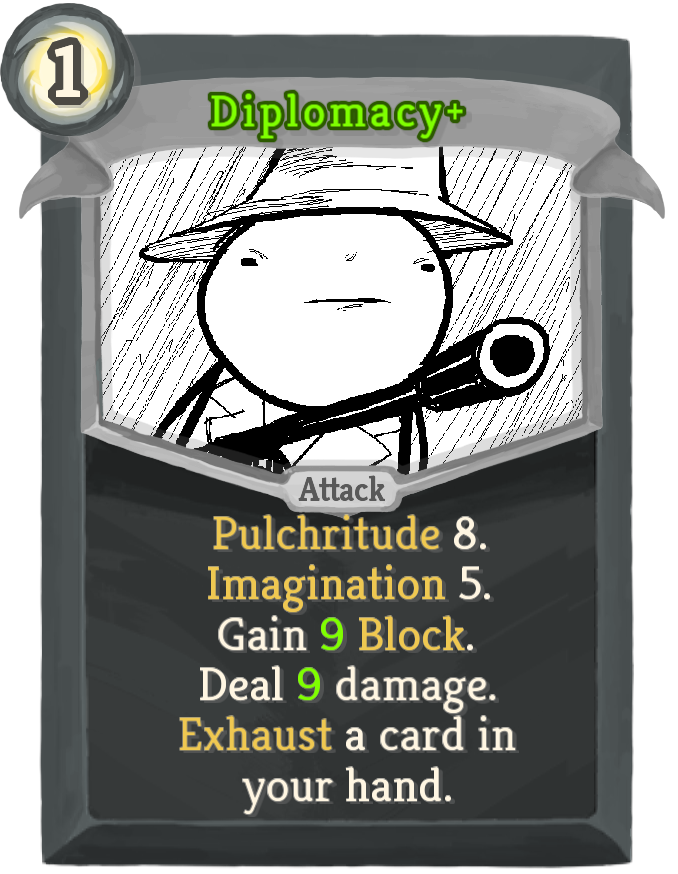 1
Diplomacy+
Attack
Pulchritude 8.
Imagination 5.
Gain 9 Block.
Deal 9 damage.
Exhaust a card in
your hand.